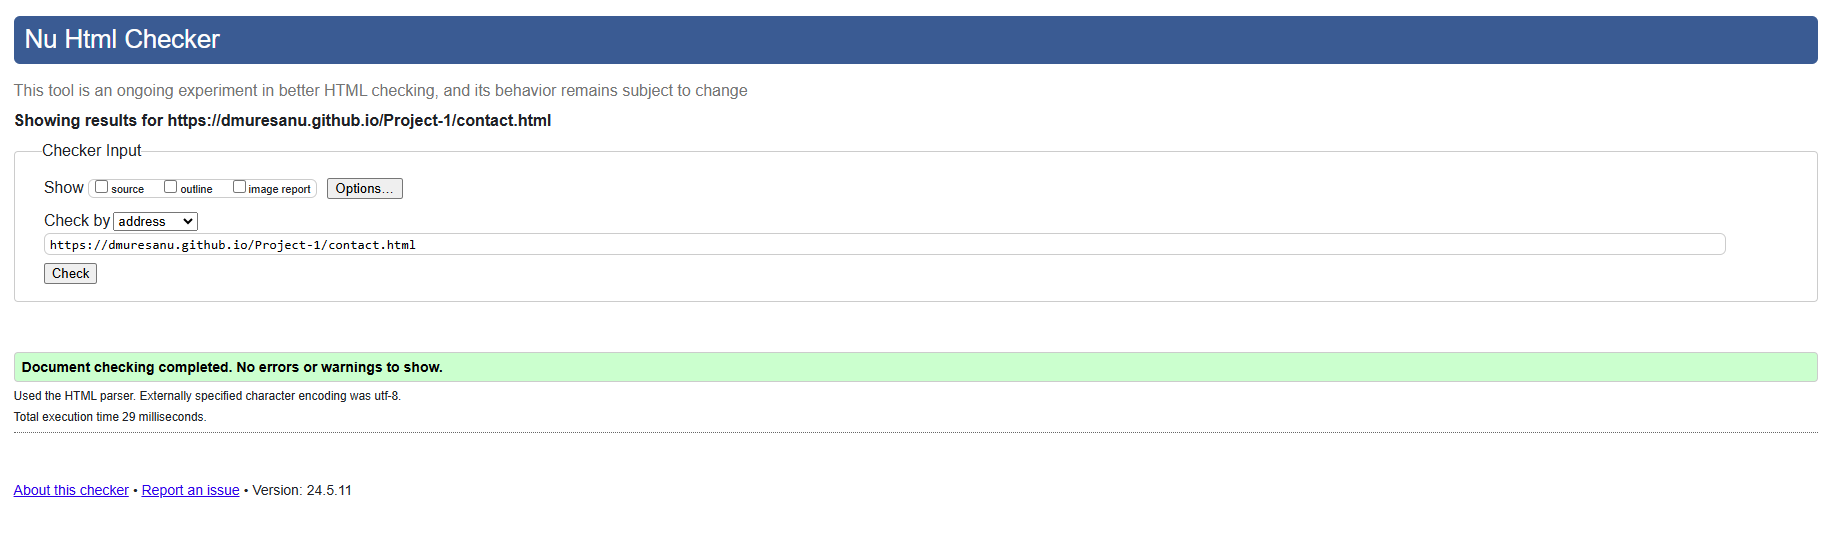 Nu Html Checker
This tool is an ongoing experiment in better HTML checking, and its behavior remains subject to change
Showing results for https://dmuresanu.github.io/Project-1/contact.html
Checker Input
Show source outline image report Options...
Check by address
https://dmuresanu.github.io/Project-1/contact.html
Check
Document checking completed. No errors or warnings to show.
Used the HTML parser. Externally specified character encoding was utf-8.
Total execution time 29 milliseconds.
About this checker • Report an issue • Version: 24.5.11